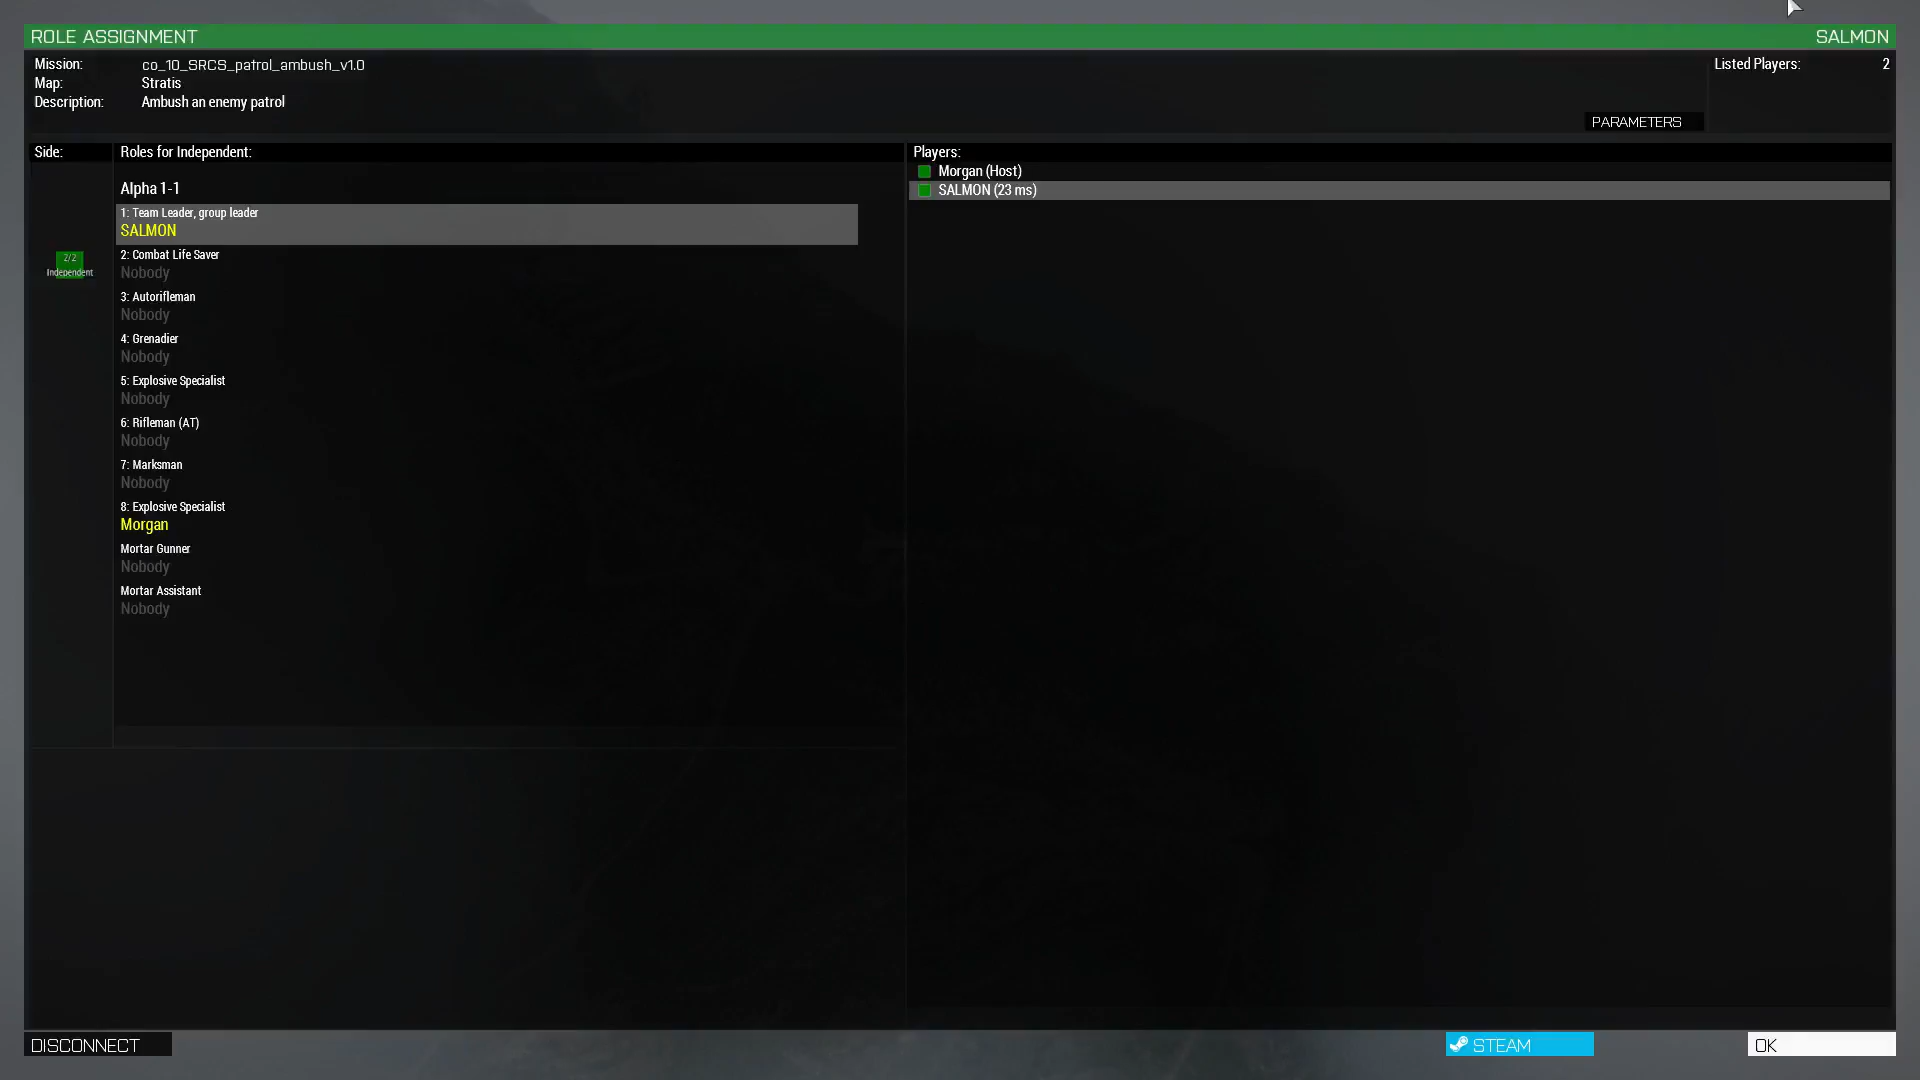 ROLE ASSIGNMENT
SALMON
Mission: co_10_SRCS_patrol_ambush_v1.0
Listed Players: 2
Map: Stratis
Description: Ambush an enemy patrol
PARAMETERS
Side:
Roles for Independent:
Players:
Morgan (Host)
SALMON (23 ms)
2/2
Independent
Alpha 1-1
1: Team Leader, group leader
SALMON
2: Combat Life Saver
Nobody
3: Autorifleman
Nobody
4: Grenadier
Nobody
5: Explosive Specialist
Nobody
6: Rifleman (AT)
Nobody
7: Marksman
Nobody
8: Explosive Specialist
Morgan
Mortar Gunner
Nobody
Mortar Assistant
Nobody
DISCONNECT
STEAM
OK